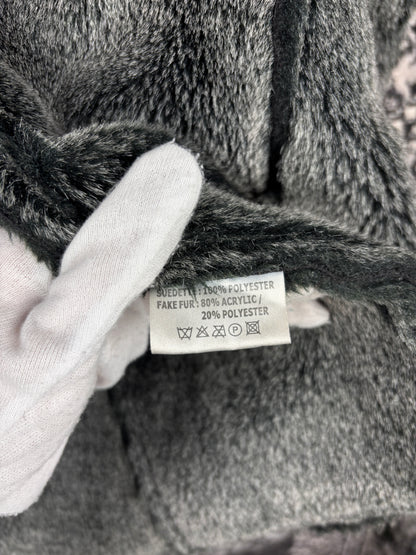 SUEDETTE : 100% POLYESTER
FAKE FUR : 80% ACRYLIC /
20% POLYESTER
P